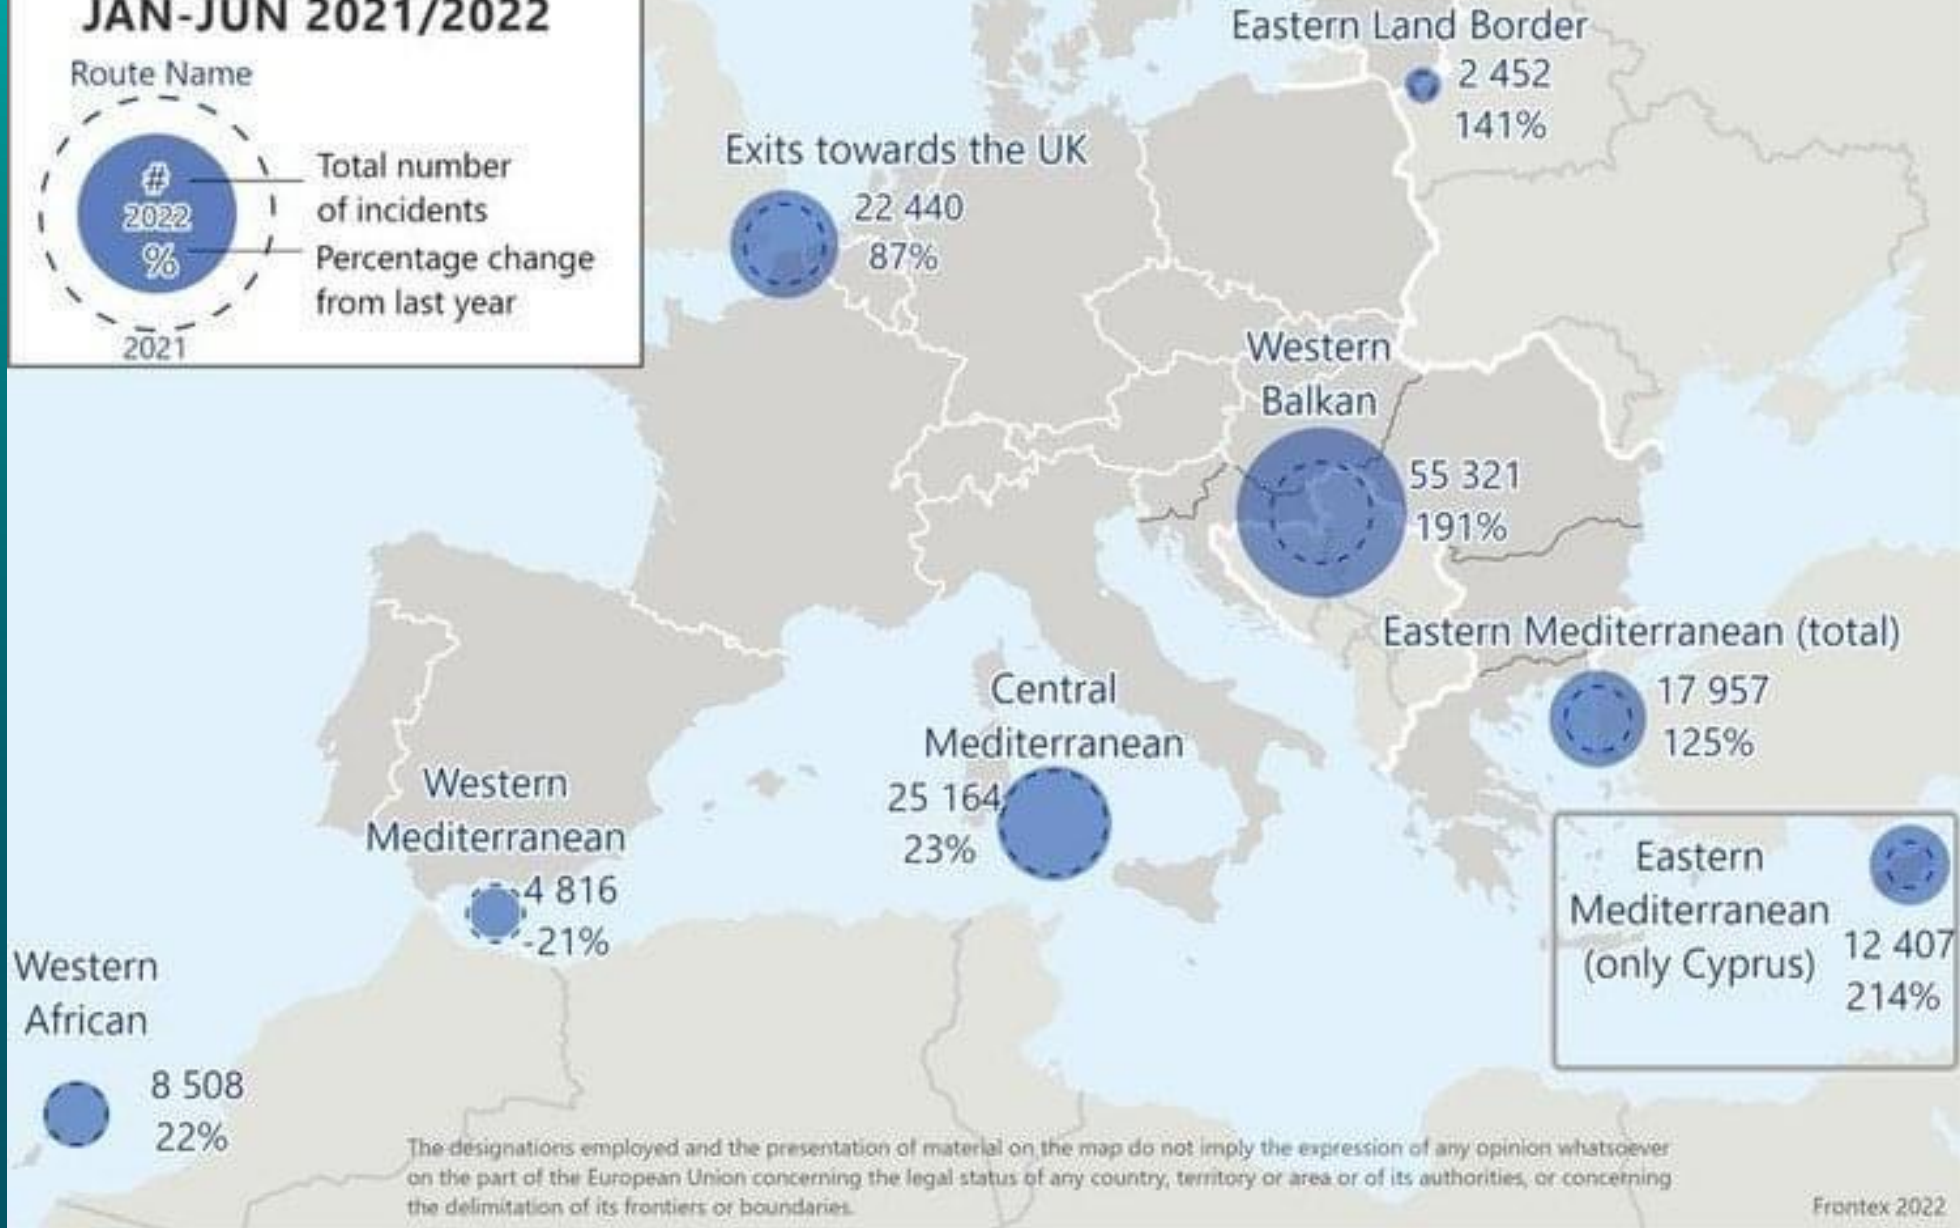 JAN-JUN 2021/2022
Route Name
#
2022
%
2021
Total number
of incidents
Percentage change
from last year
Eastern Land Border
2 452
141%
Exits towards the UK
22 440
87%
Western
Balkan
55 321
191%
Eastern Mediterranean (total)
17 957
125%
Central
Mediterranean
25 164
23%
Western
Mediterranean
4 816
-21%
Eastern
Mediterranean
(only Cyprus)
12 407
214%
Western
African
8 508
22%
The designations employed and the presentation of material on the map do not imply the expression of any opinion whatsoever
on the part of the European Union concerning the legal status of any country, territory or area or of its authorities, or concerning
the delimitation of its frontiers or boundaries.
Frontex 2022